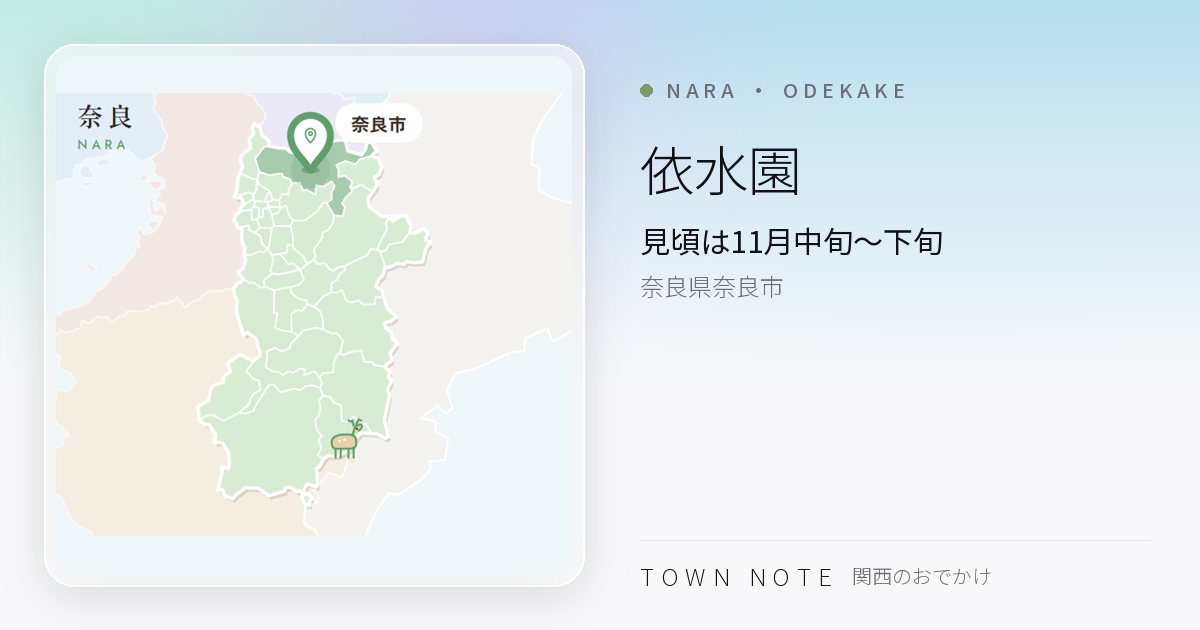 奈良
NARA
奈良市
NARA・ODEKAKE
依水園
見頃は11月中旬〜下旬
奈良県奈良市
TOWN NOTE 関西のおでかけ